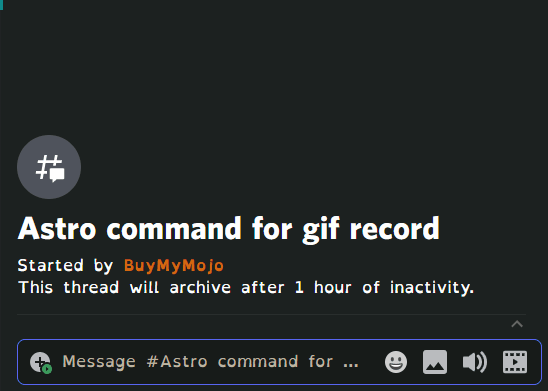 Astro command for gif record
Started by BuyMyMojo
This thread will archive after 1 hour of inactivity.
Message #Astro command for ...